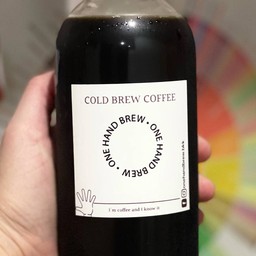 COLD BREW COFFEE
ONE HAND BREW • ONE HAND BREW •
I'm coffee and I know it